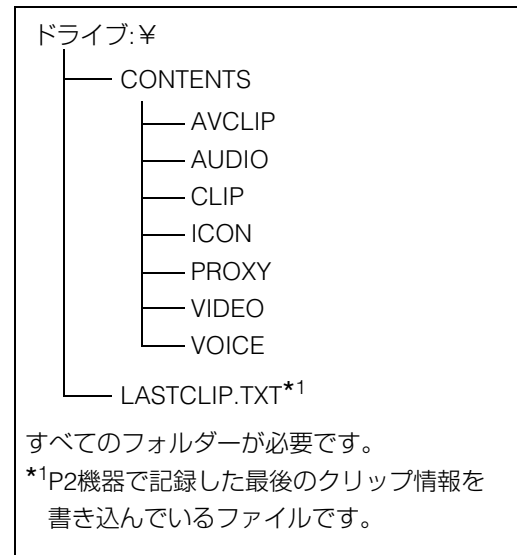 ドライブ:¥
CONTENTS
AVCLIP
AUDIO
CLIP
ICON
PROXY
VIDEO
VOICE
LASTCLIP.TXT*1
すべてのフォルダーが必要です。
*1P2機器で記録した最後のクリップ情報を
書き込んでいるファイルです。